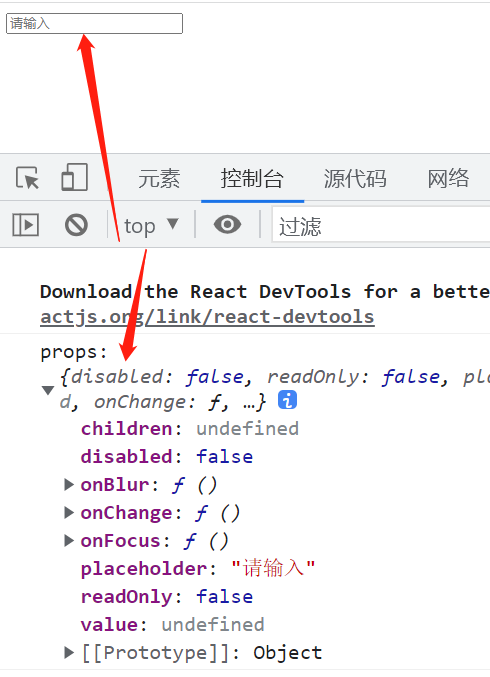 请输入
元素 控制台 源代码 网络
top 过滤
Download the React DevTools for a bette
actjs.org/link/react-devtools
props:
{disabled: false, readOnly: false, pl
d, onChange: ƒ, …} i
children: undefined
disabled: false
onBlur: ƒ ()
onChange: ƒ ()
onFocus: ƒ ()
placeholder: "请输入"
readOnly: false
value: undefined
[[Prototype]]: Object